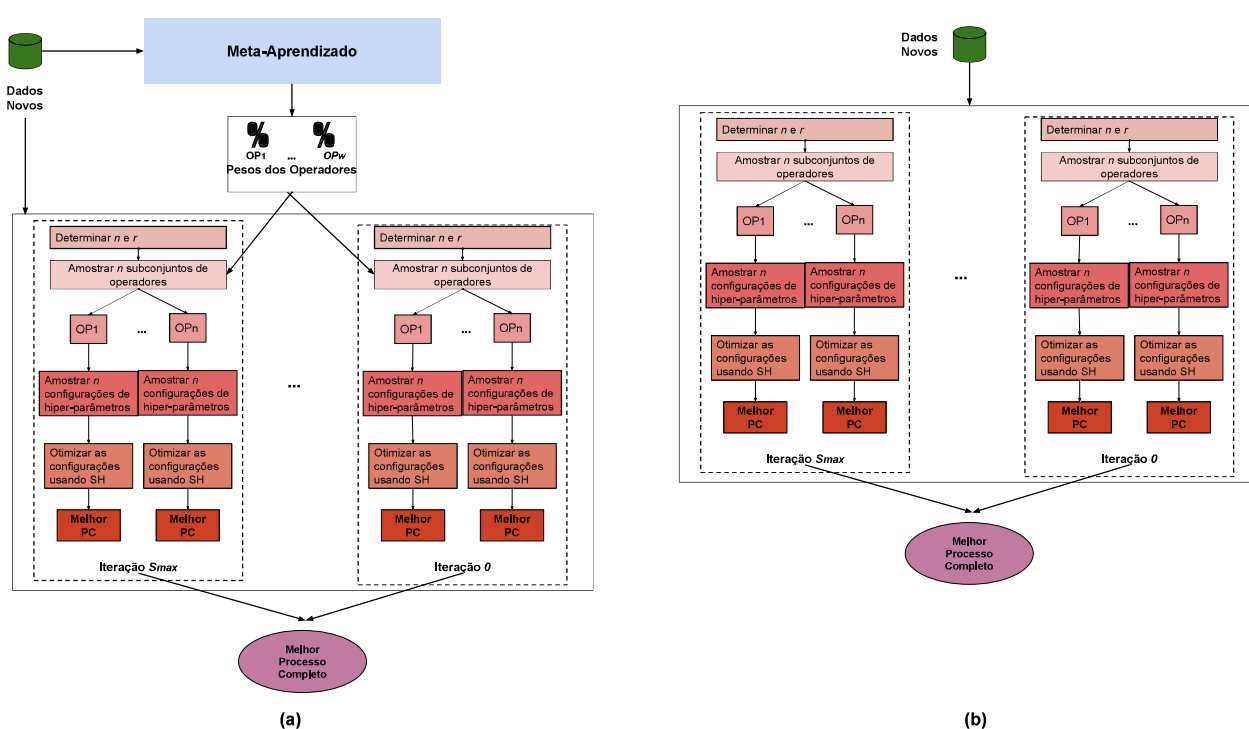 Meta-Aprendizado
Dados
Novos
% %
OP1 ... OPw
Pesos dos Operadores
Determinar n e r
Amostrar n subconjuntos de
operadores
OP1 ... OPn
Amostrar n
configurações de
hiper-parâmetros
Amostrar n
configurações de
hiper-parâmetros
Otimizar as
configurações
usando SH
Otimizar as
configurações
usando SH
Melhor
PC
Melhor
PC
Iteração Smax
...
Determinar n e r
Amostrar n subconjuntos de
operadores
OP1 ... OPn
Amostrar n
configurações de
hiper-parâmetros
Amostrar n
configurações de
hiper-parâmetros
Otimizar as
configurações
usando SH
Otimizar as
configurações
usando SH
Melhor
PC
Melhor
PC
Iteração 0
Melhor
Processo
Completo
(a)
Dados
Novos
Determinar n e r
Amostrar n subconjuntos de
operadores
OP1 ... OPn
Amostrar n
configurações de
hiper-parâmetros
Amostrar n
configurações de
hiper-parâmetros
Otimizar as
configurações
usando SH
Otimizar as
configurações
usando SH
Melhor
PC
Melhor
PC
Iteração Smax
...
Determinar n e r
Amostrar n subconjuntos de
operadores
OP1 ... OPn
Amostrar n
configurações de
hiper-parâmetros
Amostrar n
configurações de
hiper-parâmetros
Otimizar as
configurações
usando SH
Otimizar as
configurações
usando SH
Melhor
PC
Melhor
PC
Iteração 0
Melhor
Processo
Completo
(b)